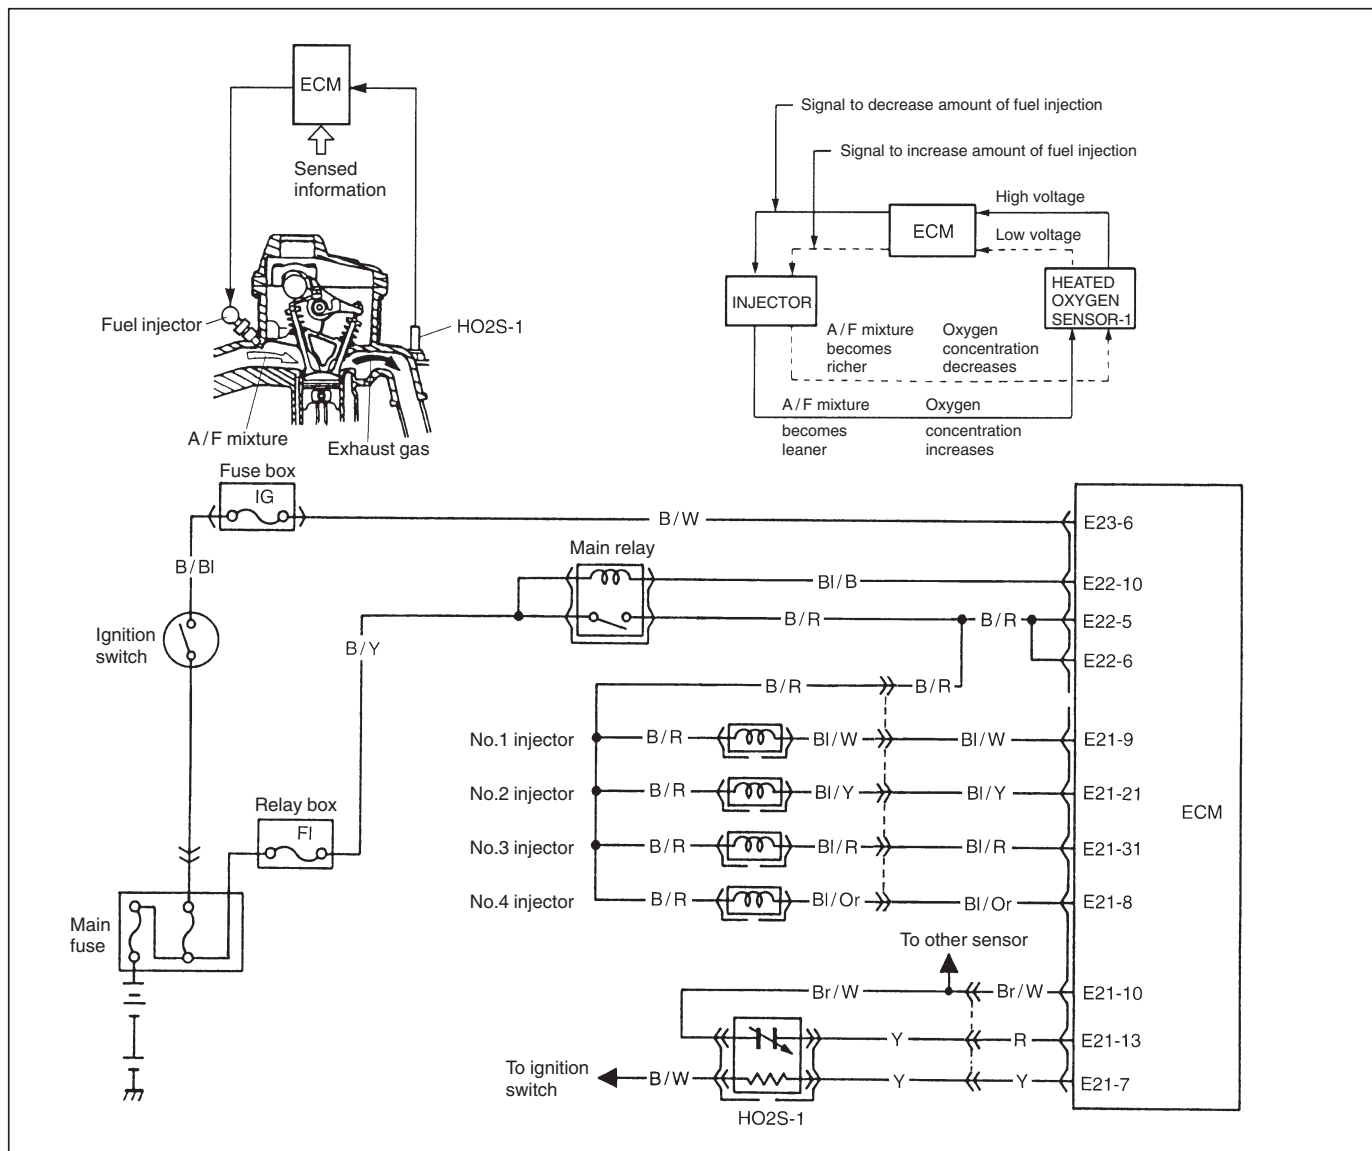 ECM
Sensed
information
Fuel injector
HO2S-1
A/F mixture
Exhaust gas
Signal to decrease amount of fuel injection
Signal to increase amount of fuel injection
High voltage
ECM
Low voltage
INJECTOR
HEATED
OXYGEN
SENSOR-1
A/F mixture
becomes
richer
Oxygen
concentration
decreases
A/F mixture
becomes
leaner
Oxygen
concentration
increases
Fuse box
IG
B/W
E23-6
B/Bl
Main relay
Bl/B
E22-10
Ignition
switch
B/Y
B/R
B/R
E22-5
E22-6
B/R
B/R
No.1 injector
B/R
Bl/W
Bl/W
E21-9
No.2 injector
B/R
Bl/Y
Bl/Y
E21-21
Relay box
FI
No.3 injector
B/R
Bl/R
Bl/R
E21-31
No.4 injector
B/R
Bl/Or
Bl/Or
E21-8
ECM
Main
fuse
To other sensor
Br/W
Br/W
E21-10
Y
R
E21-13
To ignition
switch
B/W
Y
Y
E21-7
HO2S-1